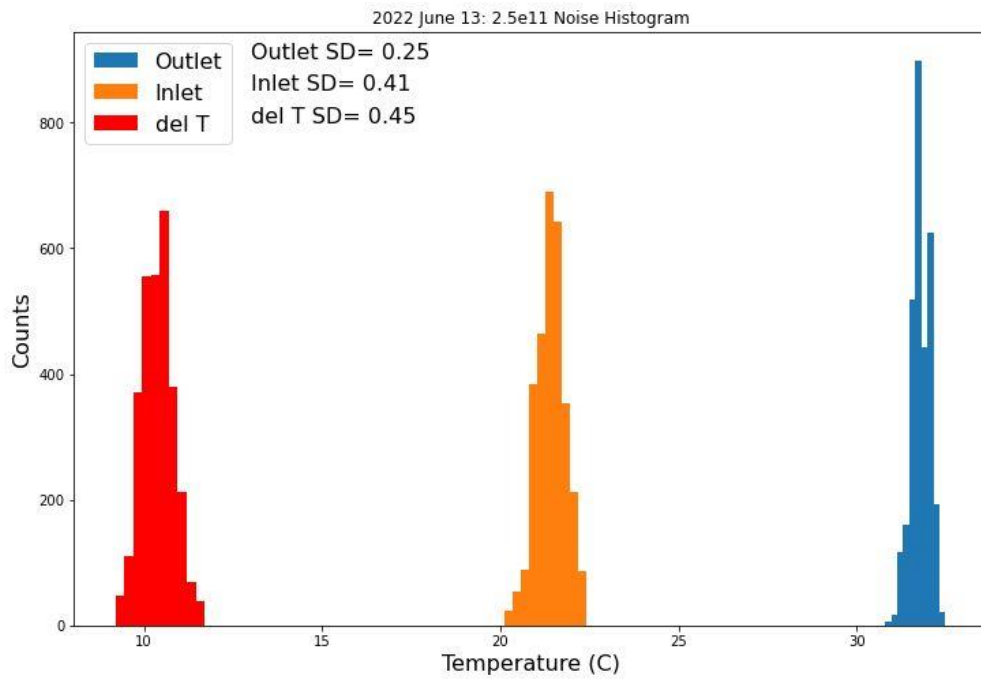 2022 June 13: 2.5e11 Noise Histogram
Outlet
Inlet
del T
Outlet SD= 0.25
Inlet SD= 0.41
del T SD= 0.45
Counts
800
600
400
200
0
10
15
20
25
30
Temperature (C)